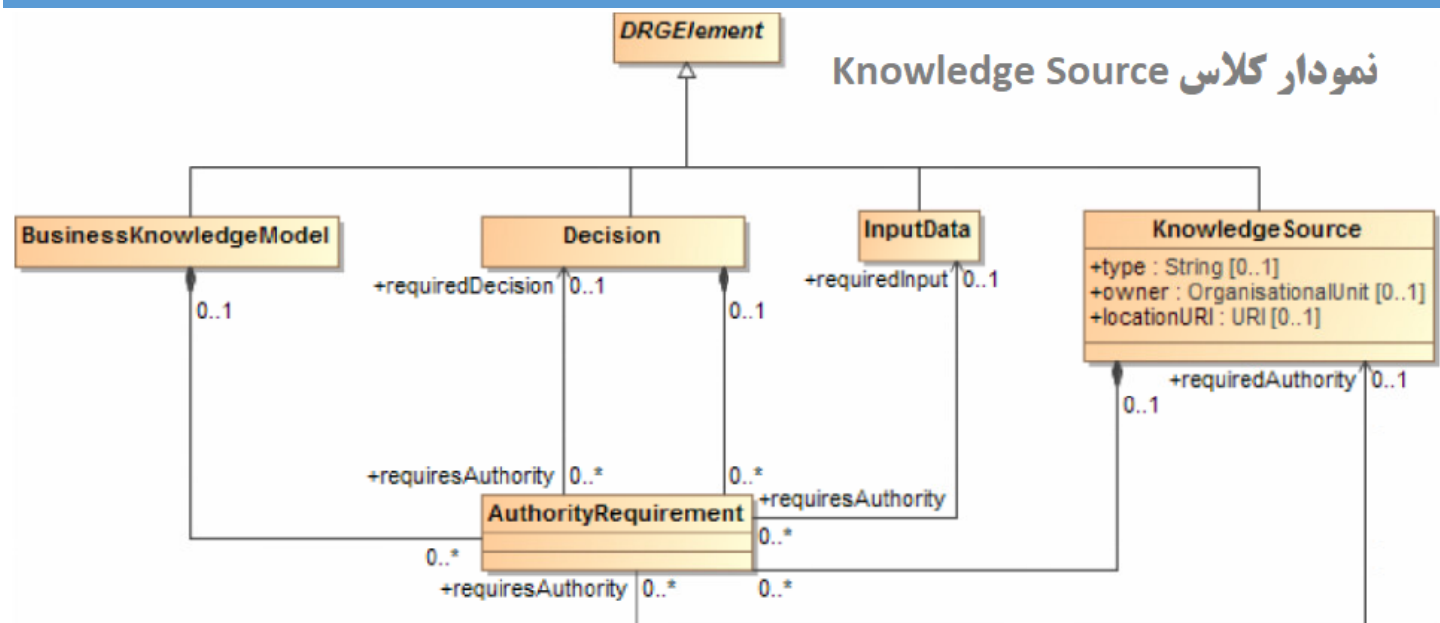 DRGElement
نمودار کلاس Knowledge Source
BusinessKnowledgeModel
Decision
InputData
KnowledgeSource
+type : String [0..1]
+owner : OrganisationalUnit [0..1]
+locationURI : URI [0..1]
0..1
+requiredDecision 0..1
0..1
+requiredInput 0..1
+requiredAuthority 0..1
0..1
+requiresAuthority 0..*
0..*
+requiresAuthority
0..*
AuthorityRequirement
0..*
+requiresAuthority 0..*
0..*